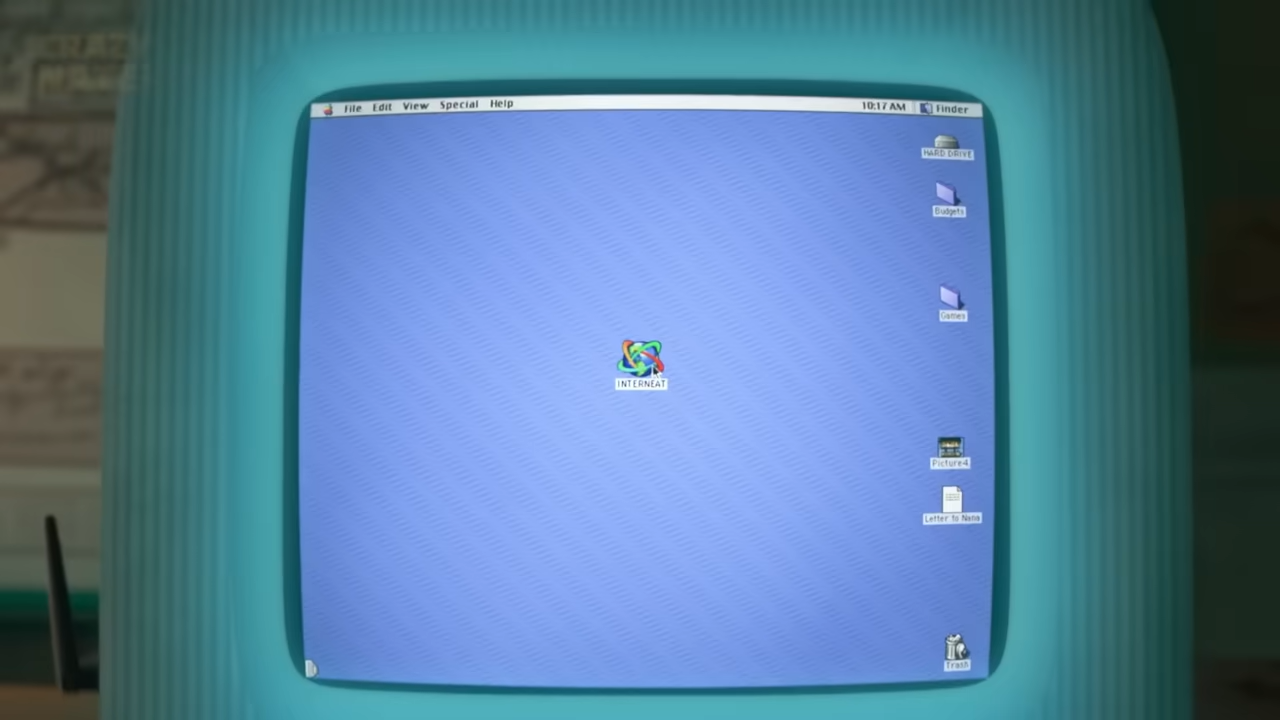 File Edit View Special Help 10:17 AM Finder
HARD DRIVE
Budgets
Games
INTERNEAT
Picture4
Letter to Nana
Trash